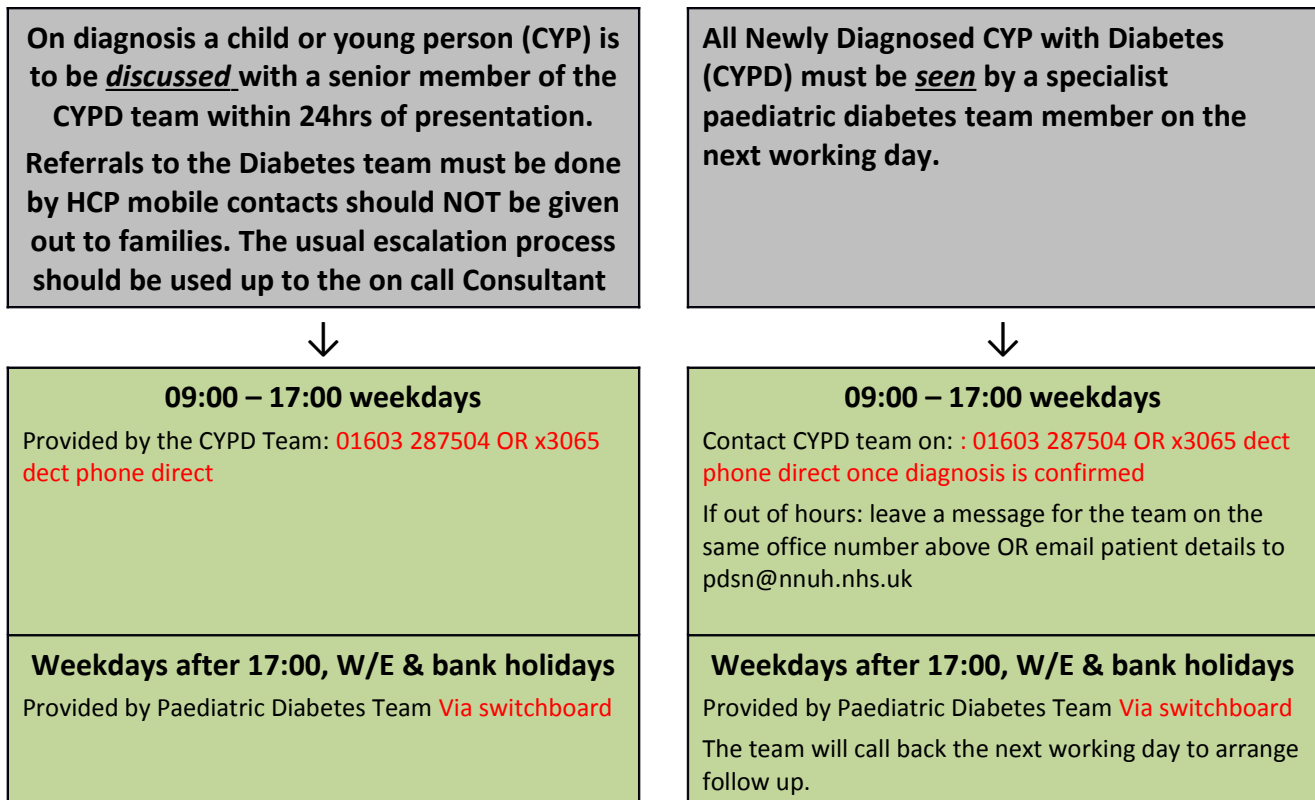 On diagnosis a child or young person (CYP) is
to be discussed with a senior member of the
CYPD team within 24hrs of presentation.
Referrals to the Diabetes team must be done
by HCP mobile contacts should NOT be given
out to families. The usual escalation process
should be used up to the on call Consultant
↓
09:00 – 17:00 weekdays
Provided by the CYPD Team: 01603 287504 OR x3065
dect phone direct
Weekdays after 17:00, W/E & bank holidays
Provided by Paediatric Diabetes Team Via switchboard
All Newly Diagnosed CYP with Diabetes
(CYPD) must be seen by a specialist
paediatric diabetes team member on the
next working day.
↓
09:00 – 17:00 weekdays
Contact CYPD team on: : 01603 287504 OR x3065 dect
phone direct once diagnosis is confirmed
If out of hours: leave a message for the team on the
same office number above OR email patient details to
pdsn@nnuh.nhs.uk
Weekdays after 17:00, W/E & bank holidays
Provided by Paediatric Diabetes Team Via switchboard
The team will call back the next working day to arrange
follow up.